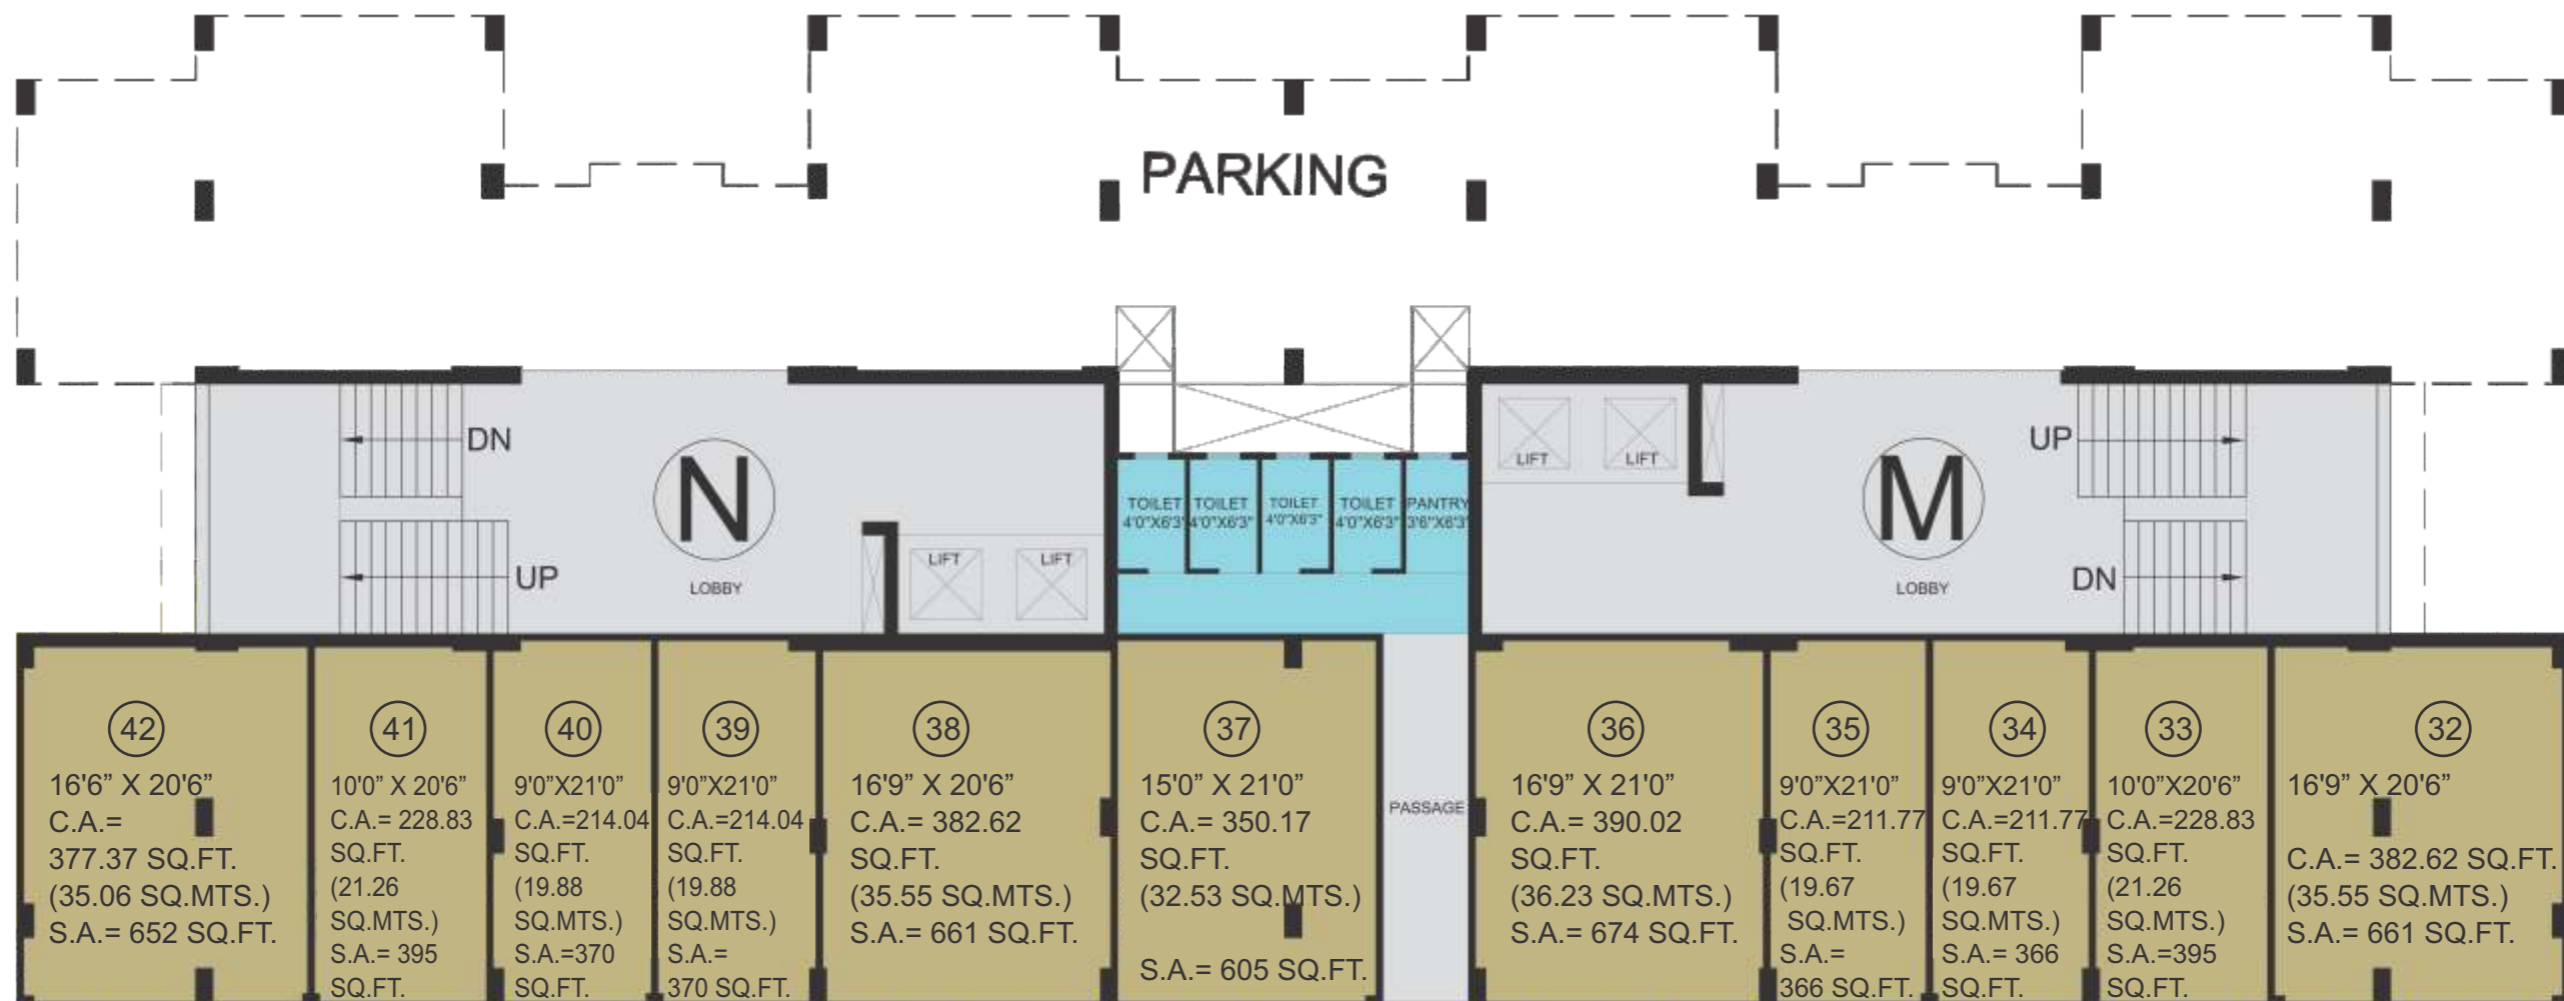 PARKING
DN
UP
N
LOBBY
LIFT
LIFT
TOILET
4'0"X6'3"
TOILET
4'0"X6'3"
TOILET
4'0"X6'3"
TOILET
4'0"X6'3"
PANTRY
3'6"X6'3"
LIFT
LIFT
M
LOBBY
UP
DN
42
16'6” X 20'6”
C.A.=
377.37 SQ.FT.
(35.06 SQ.MTS.)
S.A.= 652 SQ.FT.
41
10'0” X 20'6”
C.A.= 228.83
SQ.FT.
(21.26
SQ.MTS.)
S.A.= 395
SQ.FT.
40
9'0”X21'0”
C.A.=214.04
SQ.FT.
(19.88
SQ.MTS.)
S.A.=370
SQ.FT.
39
9'0”X21'0”
C.A.=214.04
SQ.FT.
(19.88
SQ.MTS.)
S.A.=
370 SQ.FT.
38
16'9” X 20'6”
C.A.= 382.62
SQ.FT.
(35.55 SQ.MTS.)
S.A.= 661 SQ.FT.
37
15'0” X 21'0”
C.A.= 350.17
SQ.FT.
(32.53 SQ.MTS.)
S.A.= 605 SQ.FT.
PASSAGE
36
16'9” X 21'0”
C.A.= 390.02
SQ.FT.
(36.23 SQ.MTS.)
S.A.= 674 SQ.FT.
35
9'0”X21'0”
C.A.=211.77
SQ.FT.
(19.67
SQ.MTS.)
S.A.=
366 SQ.FT.
34
9'0”X21'0”
C.A.=211.77
SQ.FT.
(19.67
SQ.MTS.)
S.A.= 366
SQ.FT.
33
10'0”X20'6”
C.A.=228.83
SQ.FT.
(21.26
SQ.MTS.)
S.A.=395
SQ.FT.
32
16'9” X 20'6”
C.A.= 382.62 SQ.FT.
(35.55 SQ.MTS.)
S.A.= 661 SQ.FT.